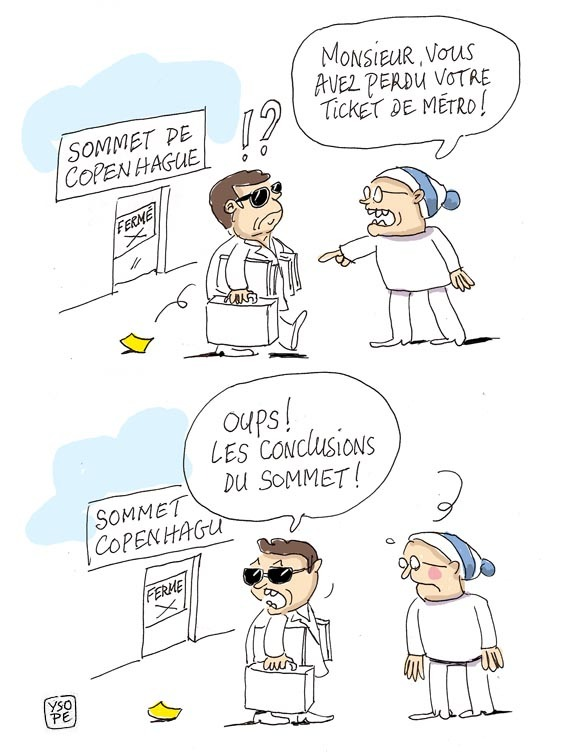 MONSIEUR, VOUS
AVEZ PERDU VOTRE
TICKET DE MÉTRO!
!?
SOMMET DE
COPENHAGUE
FERMÉ
OUPS!
LES CONCLUSIONS
DU SOMMET!
SOMMET
COPENHAGU
FERMÉ
YSO
PE